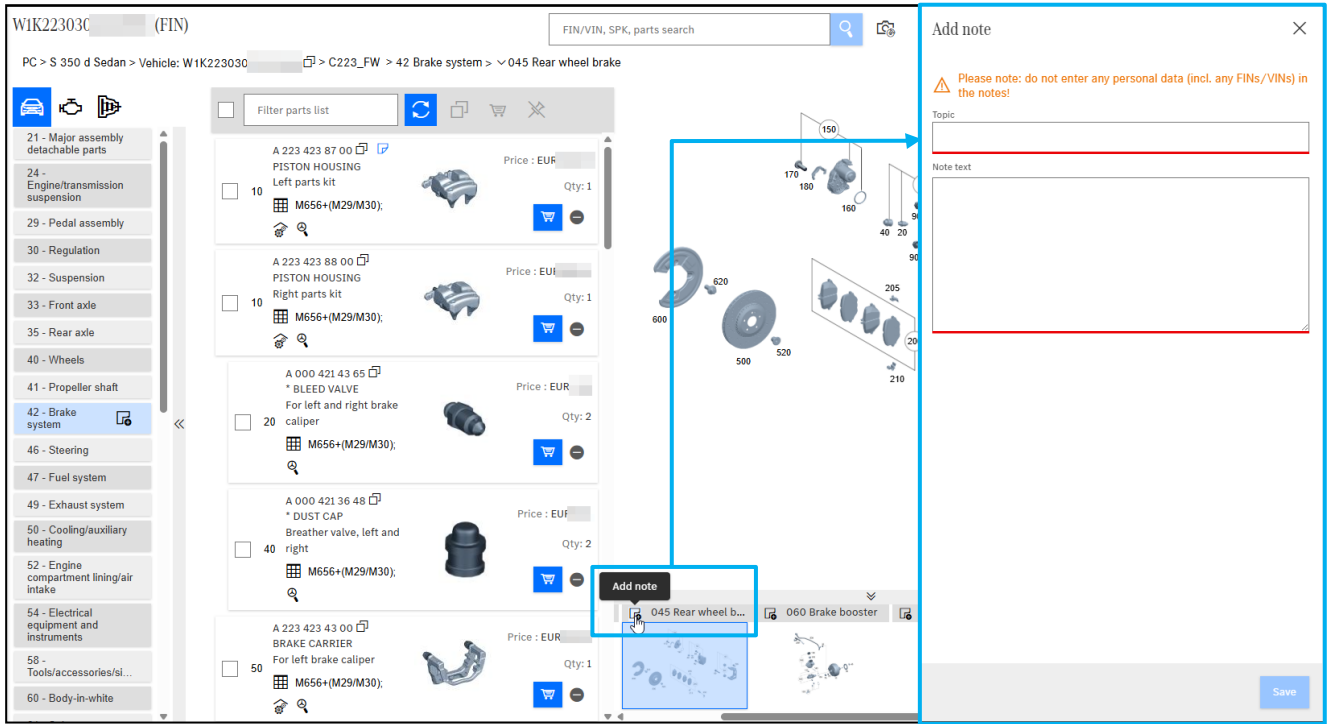 W1K223030 (FIN)
FIN/VIN, SPK, parts search
PC > S 350 d Sedan > Vehicle: W1K223030 > C223_FW > 42 Brake system > 045 Rear wheel brake
Filter parts list
21 - Major assembly
detachable parts
24 -
Engine/transmission
suspension
29 - Pedal assembly
30 - Regulation
32 - Suspension
33 - Front axle
35 - Rear axle
40 - Wheels
41 - Propeller shaft
42 - Brake
system
46 - Steering
47 - Fuel system
49 - Exhaust system
50 - Cooling/auxiliary
heating
52 - Engine
compartment lining/air
intake
54 - Electrical
equipment and
instruments
58 -
Tools/accessories/si...
60 - Body-in-white
«
A 223 423 87 00
PISTON HOUSING
Left parts kit
10
M656+(M29/M30);
Price : EUR
Qty: 1
A 223 423 88 00
PISTON HOUSING
Right parts kit
10
M656+(M29/M30);
Price : EUR
Qty: 1
A 000 421 43 65
* BLEED VALVE
For left and right brake
20 caliper
M656+(M29/M30);
Price : EUR
Qty: 2
A 000 421 36 48
* DUST CAP
Breather valve, left and
40 right
M656+(M29/M30);
Price : EUR
Qty: 2
A 223 423 43 00
BRAKE CARRIER
For left brake caliper
50
M656+(M29/M30);
Price : EUR
Qty: 1
150
170
180
160
40 20
620
600
205
500
520
210
Add note
045 Rear wheel b...
060 Brake booster
Add note
Please note: do not enter any personal data (incl. any FINs/VINs) in
the notes!
Topic
Note text
Save